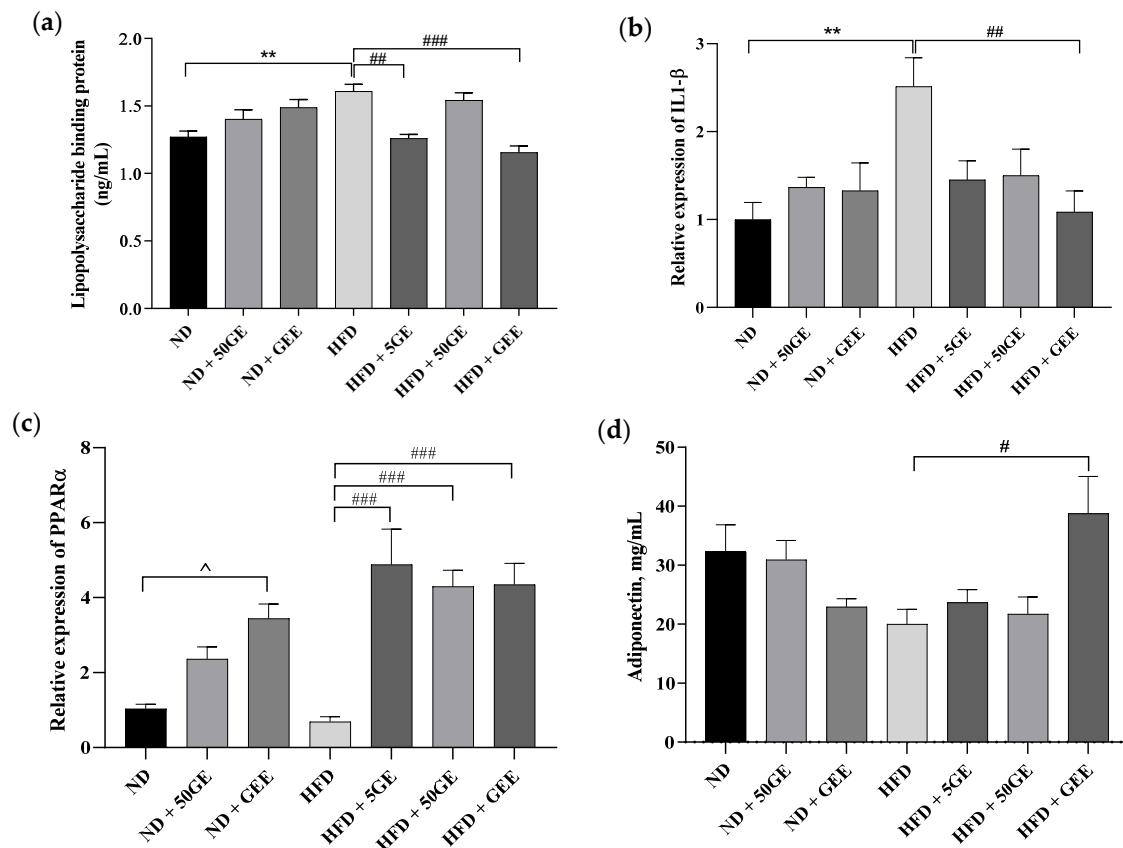 (a)
Lipopolysaccharide binding protein
(ng/mL)
2.0
1.5
1.0
0.5
0.0
**
##
###
ND
ND + 50GE
ND + GEE
HFD
HFD + 5GE
HFD + 50GE
HFD + GEE
(b)
Relative expression of IL1-β
3
2
1
0
**
##
ND
ND + 50GE
ND + GEE
HFD
HFD + 5GE
HFD + 50GE
HFD + GEE
(c)
Relative expression of PPARα
8
6
4
2
0
^
###
###
###
ND
ND + 50GE
ND + GEE
HFD
HFD + 5GE
HFD + 50GE
HFD + GEE
(d)
Adiponectin, mg/mL
50
40
30
20
10
0
#
ND
ND + 50GE
ND + GEE
HFD
HFD + 5GE
HFD + 50GE
HFD + GEE